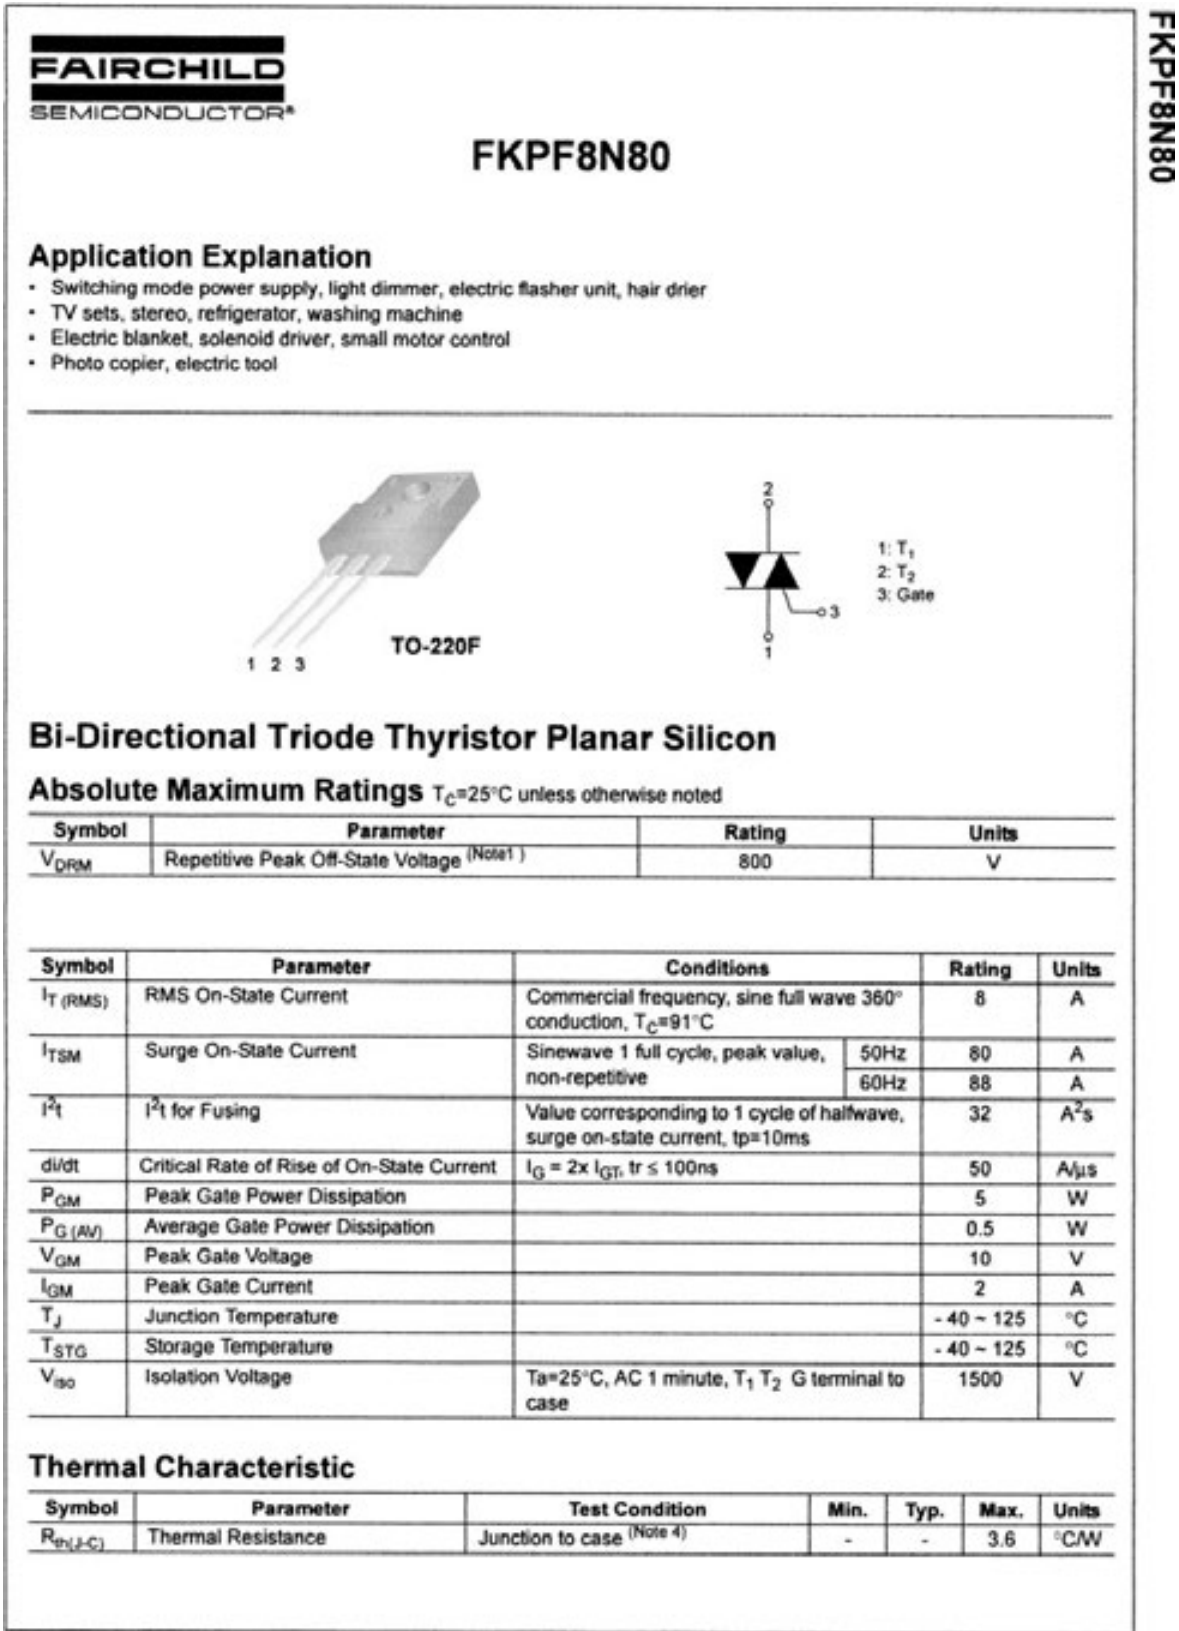 FAIRCHILD
SEMICONDUCTOR®
FKPF8N80
FKPF8N80
Application Explanation
• Switching mode power supply, light dimmer, electric flasher unit, hair drier
• TV sets, stereo, refrigerator, washing machine
• Electric blanket, solenoid driver, small motor control
• Photo copier, electric tool
2
1: T1
2: T2
3: Gate
3
1
TO-220F
1 2 3
Bi-Directional Triode Thyristor Planar Silicon
Absolute Maximum Ratings TC=25°C unless otherwise noted
Symbol Parameter Rating Units
VDRM Repetitive Peak Off-State Voltage (Note1 ) 800 V
Symbol Parameter Conditions Rating Units
IT (RMS) RMS On-State Current Commercial frequency, sine full wave 360° 8 A
conduction, TC=91°C
ITSM Surge On-State Current Sinewave 1 full cycle, peak value, 50Hz 80 A
non-repetitive 60Hz 88 A
I²t I²t for Fusing Value corresponding to 1 cycle of halfwave, 32 A²s
surge on-state current, tp=10ms
di/dt Critical Rate of Rise of On-State Current IG = 2x IGT, tr ≤ 100ns 50 A/μs
PGM Peak Gate Power Dissipation 5 W
PG (AV) Average Gate Power Dissipation 0.5 W
VGM Peak Gate Voltage 10 V
IGM Peak Gate Current 2 A
TJ Junction Temperature - 40 ~ 125 °C
TSTG Storage Temperature - 40 ~ 125 °C
Viso Isolation Voltage Ta=25°C, AC 1 minute, T1 T2 G terminal to 1500 V
case
Thermal Characteristic
Symbol Parameter Test Condition Min. Typ. Max. Units
Rth(J-C) Thermal Resistance Junction to case (Note 4) - - 3.6 °C/W